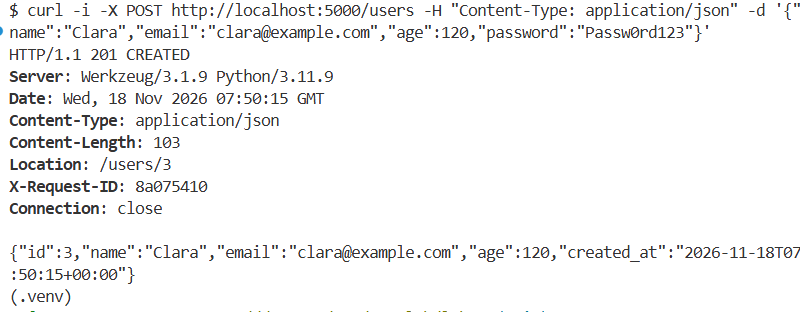 $ curl -i -X POST http://localhost:5000/users -H "Content-Type: application/json" -d '{"
name":"Clara","email":"clara@example.com","age":120,"password":"Passw0rd123"}'
HTTP/1.1 201 CREATED
Server: Werkzeug/3.1.9 Python/3.11.9
Date: Wed, 18 Nov 2026 07:50:15 GMT
Content-Type: application/json
Content-Length: 103
Location: /users/3
X-Request-ID: 8a075410
Connection: close

{"id":3,"name":"Clara","email":"clara@example.com","age":120,"created_at":"2026-11-18T07
:50:15+00:00"}
(.venv)